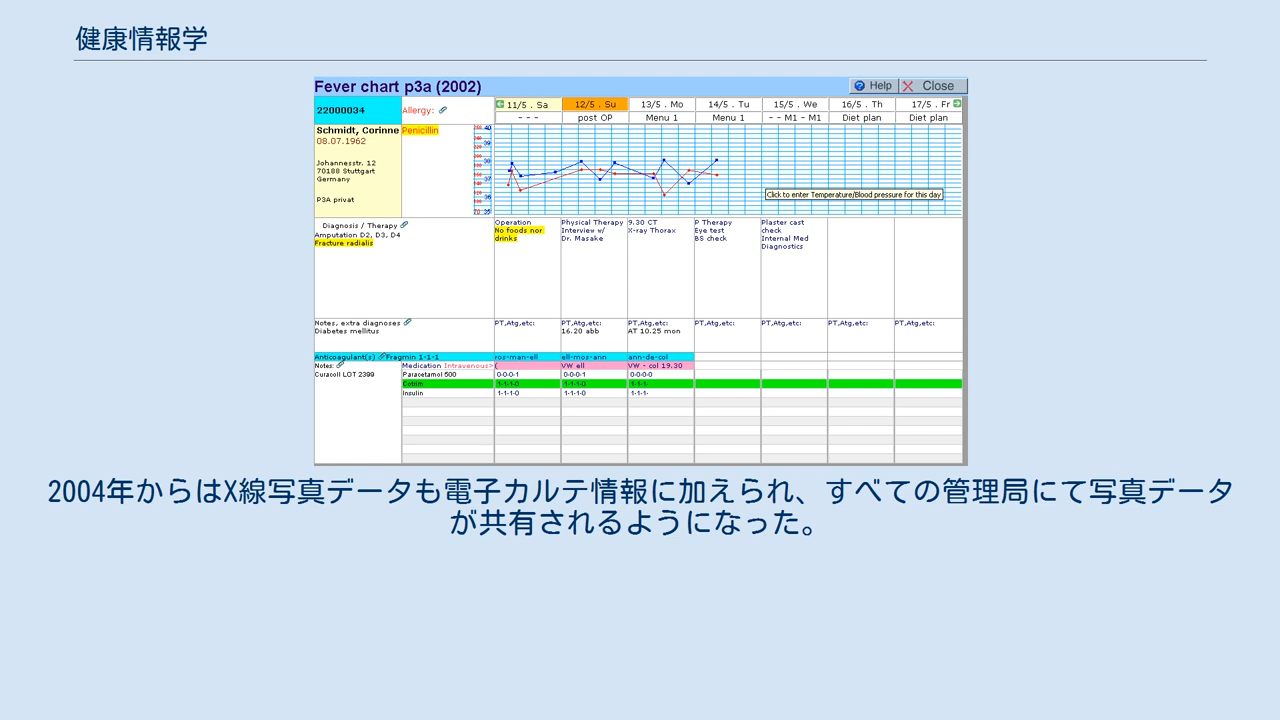 健康情報学
Fever chart p3a (2002)
Help
Close
22000034
Allergy:
11/5 . Sa
12/5 . Su
13/5 . Mo
14/5 . Tu
15/5 . We
16/5 . Th
17/5 . Fr
- - -
post OP
Menu 1
Menu 1
- - M1 - M1
Diet plan
Diet plan
Schmidt, Corinne
Penicillin
08.07.1962
Johannesstr. 12
70188 Stuttgart
Germany
P3A privat
40
39
38
37
36
70 35
Click to enter Temperature/Blood pressure for this day
Diagnosis / Therapy
Amputation D2, D3, D4
Fracture radialis
Operation
No foods nor
drinks
Physical Therapy
Interview w/
Dr. Masake
9.30 CT
X-ray Thorax
P Therapy
Eye test
BS check
Plaster cast
check
Internal Med
Diagnostics
Notes, extra diagnoses
Diabetes mellitus
PT,Atg,etc:
PT,Atg,etc:
16.20 abb
PT,Atg,etc:
AT 10.25 mon
PT,Atg,etc:
PT,Atg,etc:
PT,Atg,etc:
PT,Atg,etc:
Anticoagulant(s) Fragmin 1-1-1
ros-man-ell
ell-mos-ann
ann-de-col
Notes:
Curacoll LOT 2399
Medication Intravenous>
(
VW ell
VW - col 19.30
Paracetamol 500
0-0-0-1
0-0-0-1
0-0-0-0
Cotrim
1-1-1-0
1-1-1-0
1-1-1-
Insulin
1-1-1-0
1-1-1-0
1-1-1-
2004年からはX線写真データも電子カルテ情報に加えられ、すべての管理局にて写真データ
が共有されるようになった。